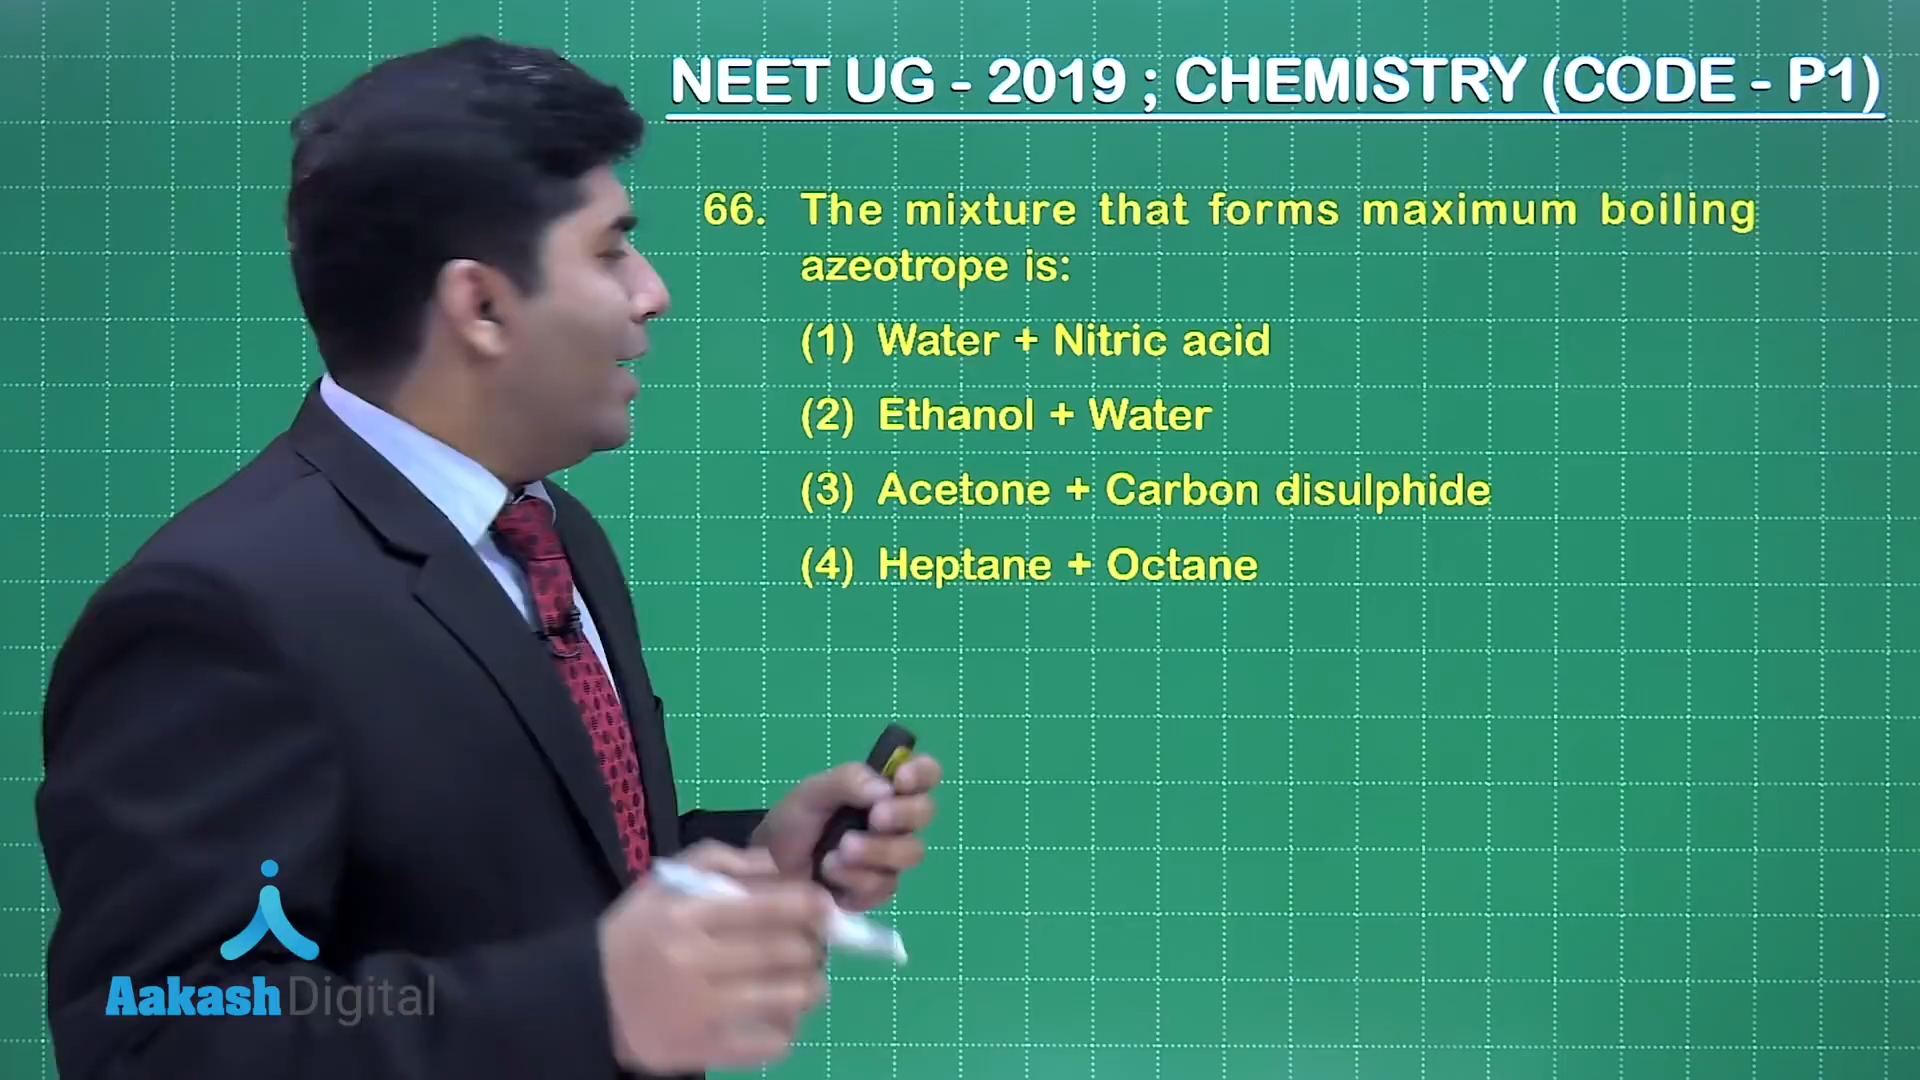 NEET UG - 2019 ; CHEMISTRY (CODE - P1)
66. The mixture that forms maximum boiling
azeotrope is:
(1) Water + Nitric acid
(2) Ethanol + Water
(3) Acetone + Carbon disulphide
(4) Heptane + Octane
Aakash Digital